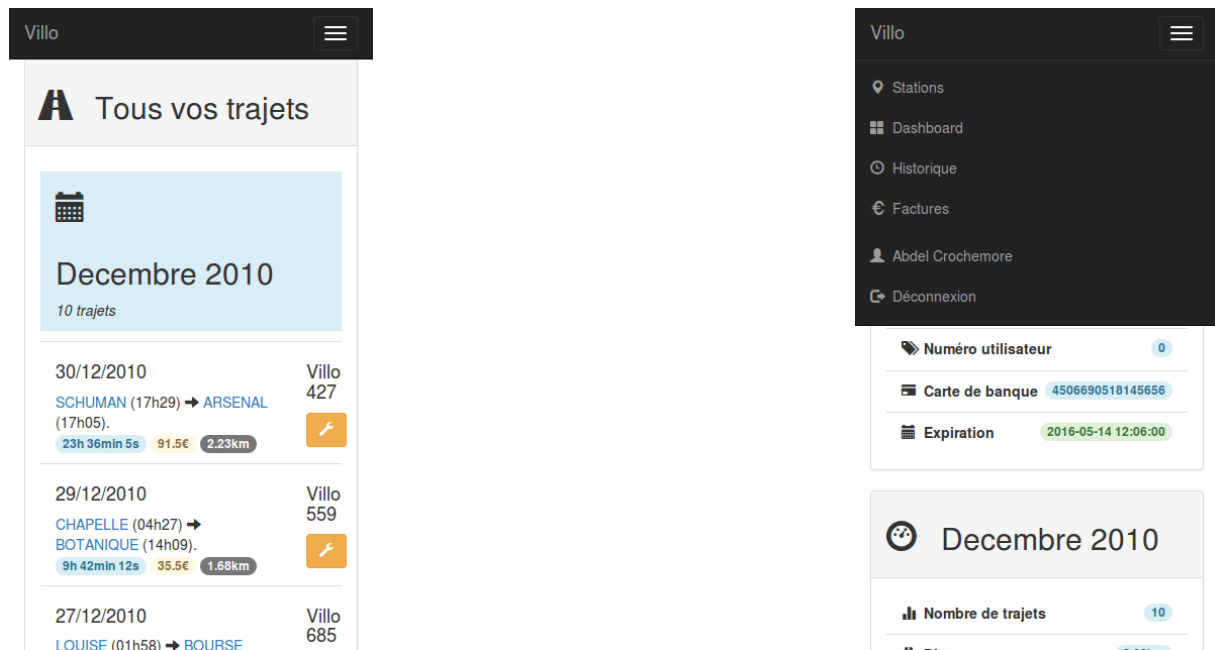 Villo
Tous vos trajets
Decembre 2010
10 trajets
30/12/2010
Villo
427
SCHUMAN (17h29) ➜ ARSENAL
(17h05).
23h 36min 5s 91.5€ 2.23km
29/12/2010
Villo
559
CHAPELLE (04h27) ➜
BOTANIQUE (14h09).
9h 42min 12s 35.5€ 1.68km
27/12/2010
Villo
685
LOUISE (01h58) ➜ BOURSE
Villo
Stations
Dashboard
Historique
€ Factures
Abdel Crochemore
Déconnexion
Numéro utilisateur 0
Carte de banque 4506690518145656
Expiration 2016-05-14 12:06:00
Decembre 2010
Nombre de trajets 10